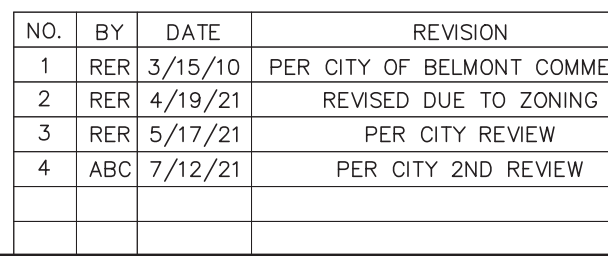 NO. BY DATE REVISION
1 RER 3/15/10 PER CITY OF BELMONT COMME
2 RER 4/19/21 REVISED DUE TO ZONING
3 RER 5/17/21 PER CITY REVIEW
4 ABC 7/12/21 PER CITY 2ND REVIEW